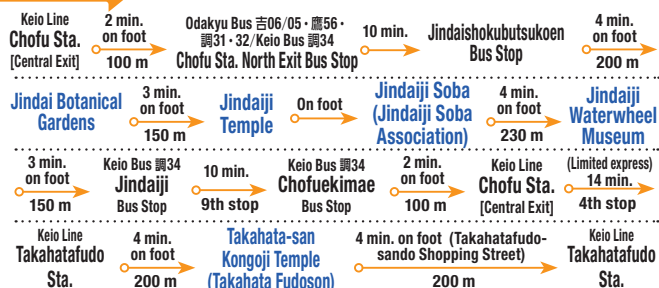 Keio Line
Chofu Sta.
[Central Exit]
2 min.
on foot
100 m
Odakyu Bus 吉06/05・鷹56・
調31・32/Keio Bus 調34
Chofu Sta. North Exit Bus Stop
10 min.
Jindaishokubutsukoen
Bus Stop
4 min.
on foot
200 m
Jindai Botanical
Gardens
3 min.
on foot
150 m
Jindaiji
Temple
On foot
Jindaiji Soba
(Jindaiji Soba
Association)
4 min.
on foot
230 m
Jindaiji
Waterwheel
Museum
3 min.
on foot
150 m
Keio Bus 調34
Jindaiji
Bus Stop
10 min.
9th stop
Keio Bus 調34
Chofuekimae
Bus Stop
2 min.
on foot
100 m
Keio Line
Chofu Sta.
[Central Exit]
(Limited express)
14 min.
4th stop
Keio Line
Takahatafudo
Sta.
4 min.
on foot
200 m
Takahata-san
Kongoji Temple
(Takahata Fudoson)
4 min. on foot (Takahatafudo-
sando Shopping Street)
200 m
Keio Line
Takahatafudo
Sta.